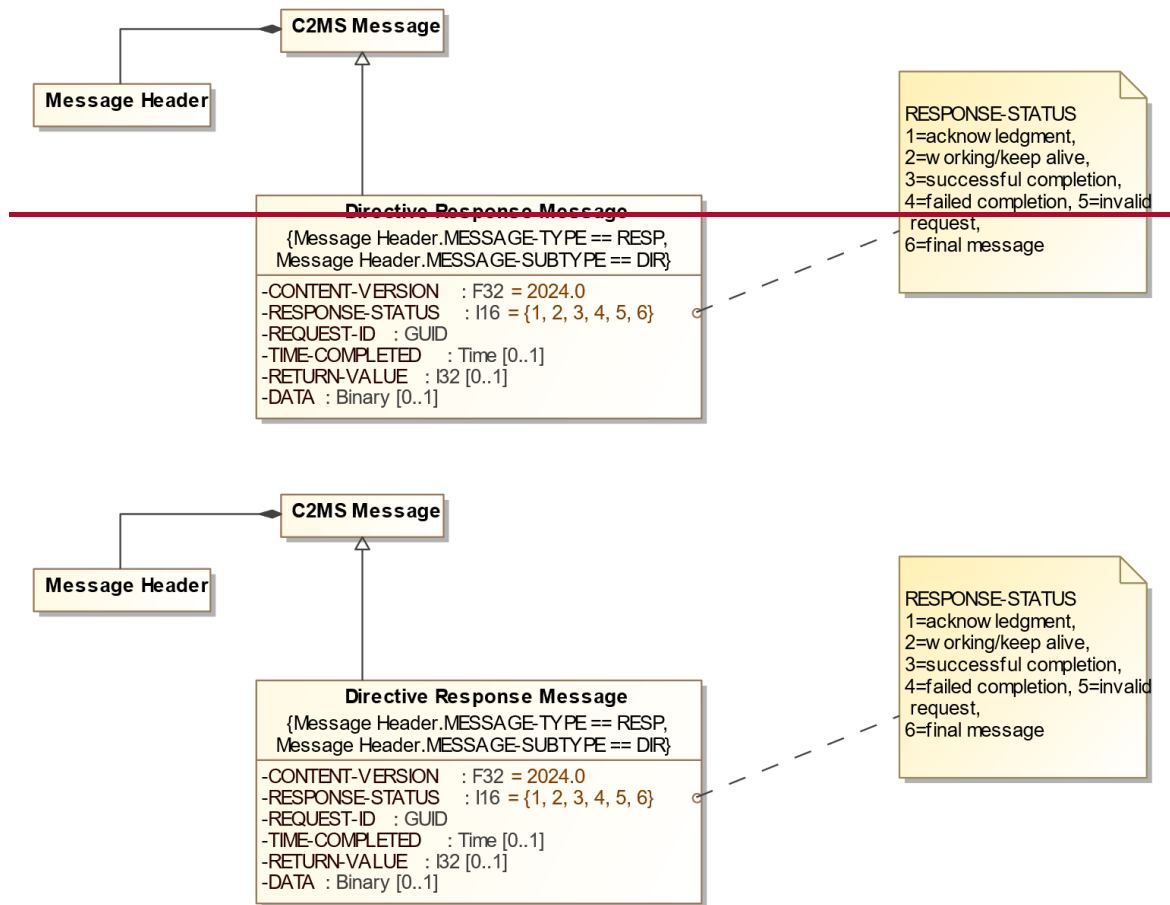 C2MS Message
Message Header
RESPONSE-STATUS
1=acknowledgment,
2=working/keep alive,
3=successful completion,
4=failed completion, 5=invalid
request,
6=final message
Directive Response Message
{Message Header.MESSAGE-TYPE == RESP,
Message Header.MESSAGE-SUBTYPE == DIR}
-CONTENT-VERSION : F32 = 2024.0
-RESPONSE-STATUS : I16 = {1, 2, 3, 4, 5, 6}
-REQUEST-ID : GUID
-TIME-COMPLETED : Time [0..1]
-RETURN-VALUE : I32 [0..1]
-DATA : Binary [0..1]
C2MS Message
Message Header
RESPONSE-STATUS
1=acknowledgment,
2=working/keep alive,
3=successful completion,
4=failed completion, 5=invalid
request,
6=final message
Directive Response Message
{Message Header.MESSAGE-TYPE == RESP,
Message Header.MESSAGE-SUBTYPE == DIR}
-CONTENT-VERSION : F32 = 2024.0
-RESPONSE-STATUS : I16 = {1, 2, 3, 4, 5, 6}
-REQUEST-ID : GUID
-TIME-COMPLETED : Time [0..1]
-RETURN-VALUE : I32 [0..1]
-DATA : Binary [0..1]